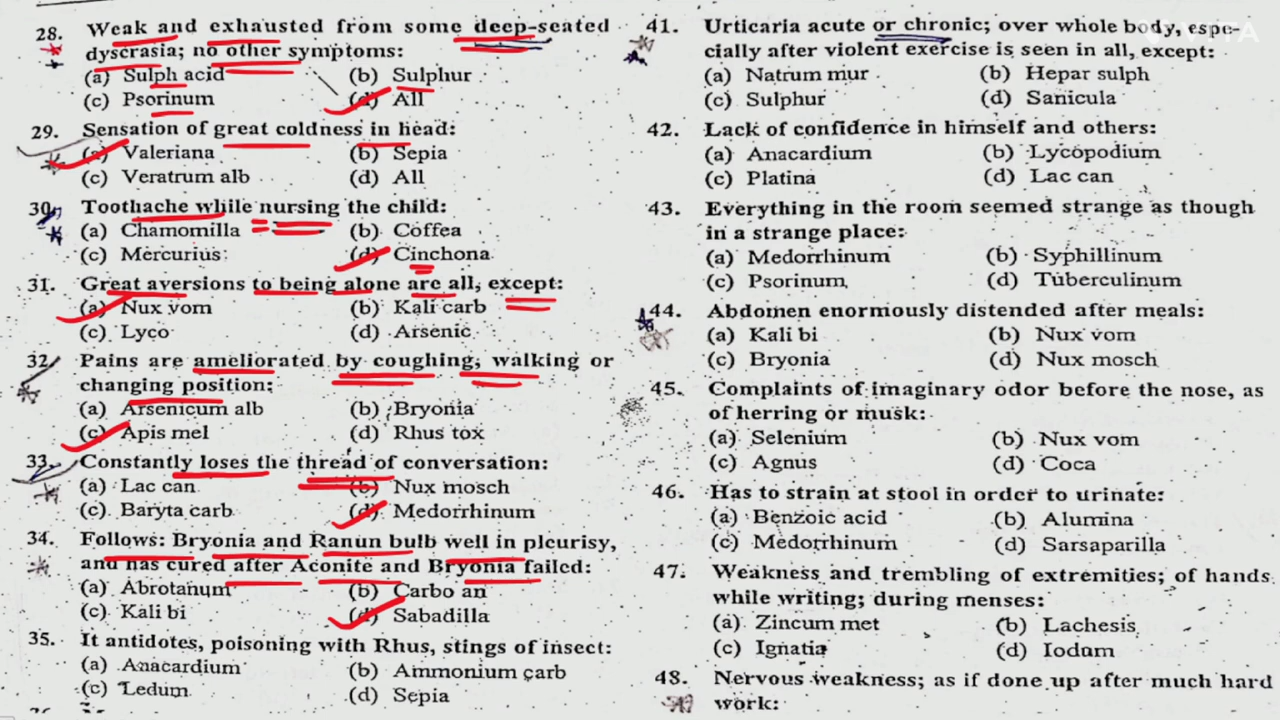 28. Weak and exhausted from some deep-seated
dyscrasia; no other symptoms:
(a) Sulph acid (b) Sulphur
(c) Psorinum (d) All
29. Sensation of great coldness in head:
(a) Valeriana (b) Sepia
(c) Veratrum alb (d) All
30. Toothache while nursing the child:
(a) Chamomilla (b) Coffea
(c) Mercurius (d) Cinchona
31. Great aversions to being alone are all, except:
(a) Nux vom (b) Kali carb
(c) Lyco (d) Arsenic
32. Pains are ameliorated by coughing, walking or
changing position:
(a) Arsenicum alb (b) Bryonia
(c) Apis mel (d) Rhus tox
33. Constantly loses the thread of conversation:
(a) Lac can (b) Nux mosch
(c) Baryta carb (d) Medorrhinum
34. Follows: Bryonia and Ranun bulb well in pleurisy,
and has cured after Aconite and Bryonia failed:
(a) Abrotanum (b) Carbo an
(c) Kali bi (d) Sabadilla
35. It antidotes, poisoning with Rhus, stings of insect:
(a) Anacardium (b) Ammonium carb
(c) Ledum (d) Sepia
41. Urticaria acute or chronic; over whole body, espe-
cially after violent exercise is seen in all, except:
(a) Natrum mur (b) Hepar sulph
(c) Sulphur (d) Sanicula
42. Lack of confidence in himself and others:
(a) Anacardium (b) Lycopodium
(c) Platina (d) Lac can
43. Everything in the room seemed strange as though
in a strange place:
(a) Medorrhinum (b) Syphillinum
(c) Psorinum (d) Tuberculinum
44. Abdomen enormously distended after meals:
(a) Kali bi (b) Nux vom
(c) Bryonia (d) Nux mosch
45. Complaints of imaginary odor before the nose, as
of herring or musk:
(a) Selenium (b) Nux vom
(c) Agnus (d) Coca
46. Has to strain at stool in order to urinate:
(a) Benzoic acid (b) Alumina
(c) Medorrhinum (d) Sarsaparilla
47. Weakness and trembling of extremities; of hands
while writing; during menses:
(a) Zincum met (b) Lachesis
(c) Ignatia (d) Iodum
48. Nervous weakness; as if done up after much hard
work: